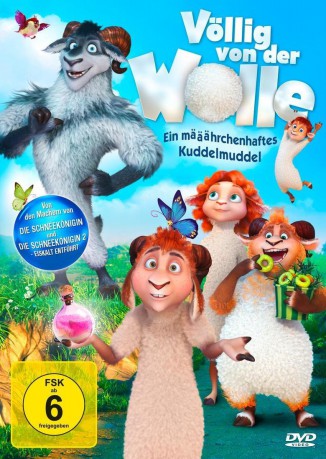 Völlig
von der
Wolle
Ein määährchenhaftes
Kuddelmuddel
Von
den Machern von
DIE SCHNEEKÖNIGIN
und
DIE SCHNEEKÖNIGIN 2
- EISKALT ENTFÜHRT
FSK
ab
6
freigegeben
DVD
VIDEO